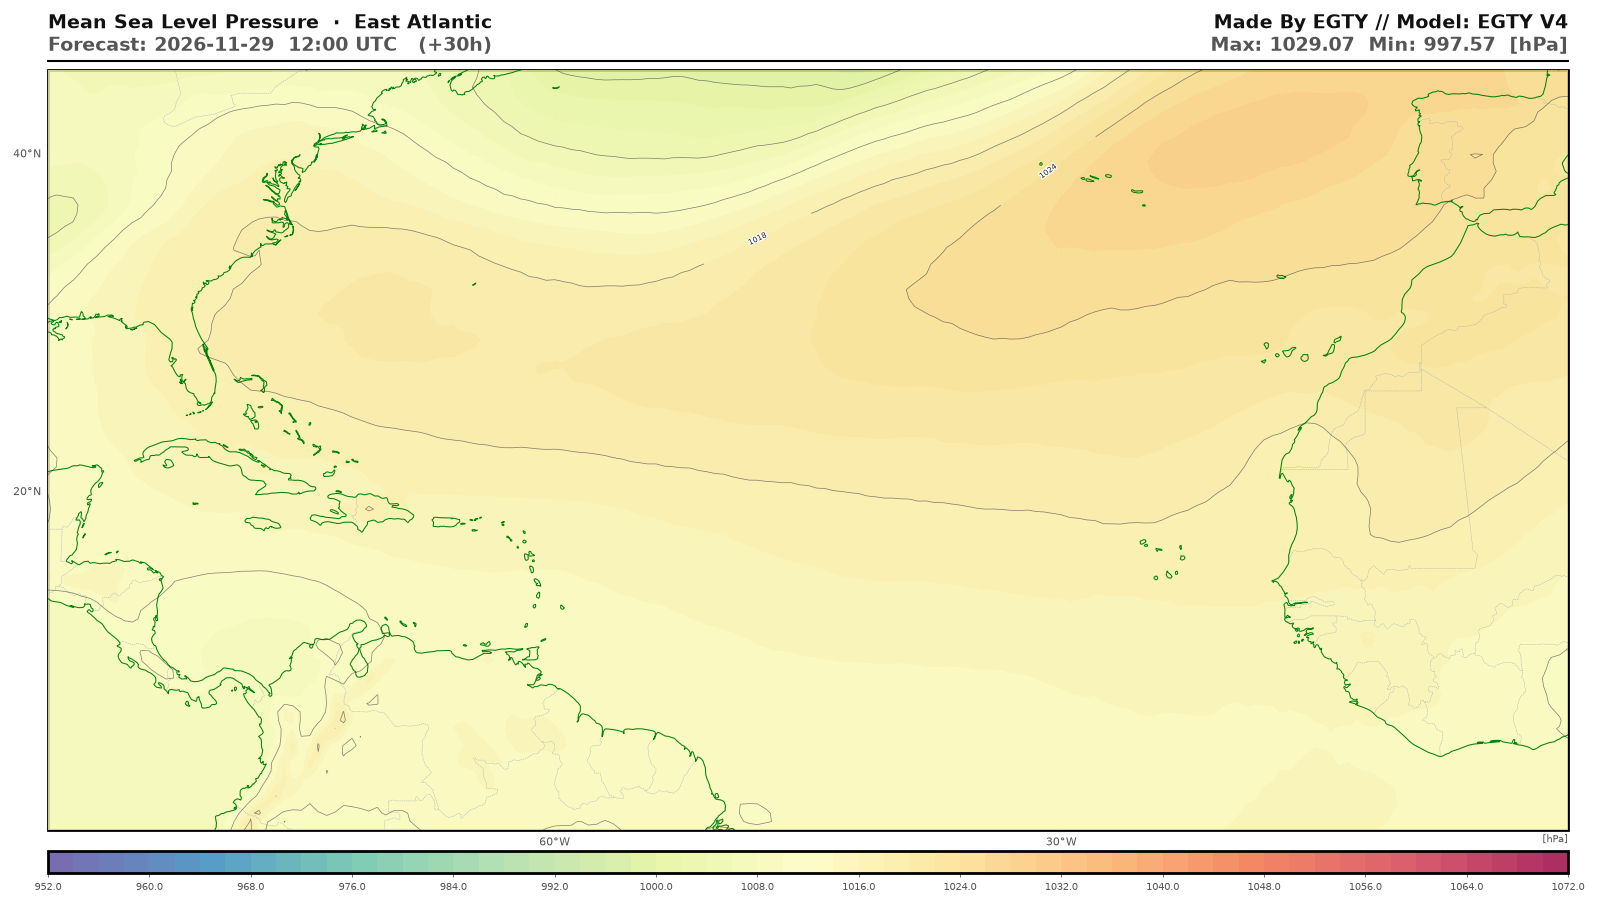 Mean Sea Level Pressure · East Atlantic
Made By EGTY // Model: EGTY V4
Forecast: 2026-11-29 12:00 UTC (+30h)
Max: 1029.07 Min: 997.57 [hPa]
40°N
1024
1018
20°N
60°W
30°W
[hPa]
952.0 960.0 968.0 976.0 984.0 992.0 1000.0 1008.0 1016.0 1024.0 1032.0 1040.0 1048.0 1056.0 1064.0 1072.0